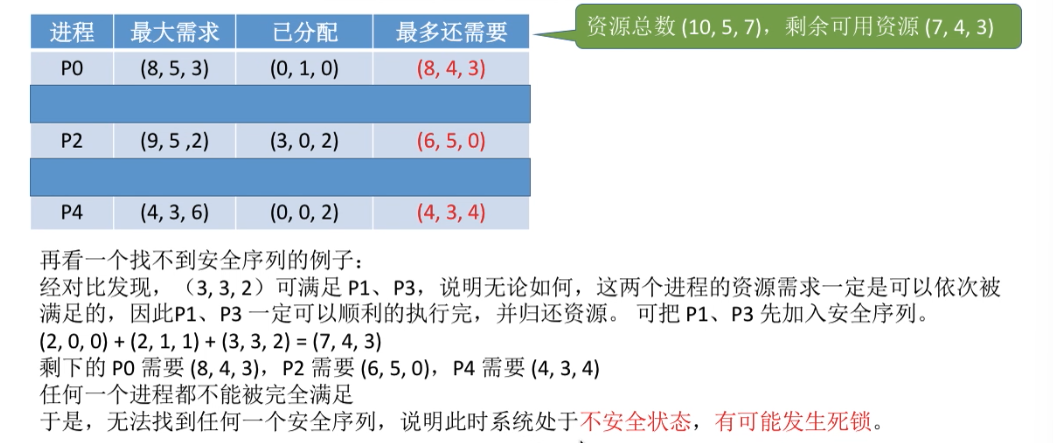 进程 最大需求 已分配 最多还需要
资源总数 (10, 5, 7)，剩余可用资源 (7, 4, 3)
P0 (8, 5, 3) (0, 1, 0) (8, 4, 3)
P2 (9, 5 ,2) (3, 0, 2) (6, 5, 0)
P4 (4, 3, 6) (0, 0, 2) (4, 3, 4)
再看一个找不到安全序列的例子：
经对比发现，（3, 3, 2）可满足 P1、P3，说明无论如何，这两个进程的资源需求一定是可以依次被
满足的，因此P1、P3 一定可以顺利的执行完，并归还资源。 可把 P1、P3 先加入安全序列。
(2, 0, 0) + (2, 1, 1) + (3, 3, 2) = (7, 4, 3)
剩下的 P0 需要 (8, 4, 3)，P2 需要 (6, 5, 0)，P4 需要 (4, 3, 4)
任何一个进程都不能被完全满足
于是，无法找到任何一个安全序列，说明此时系统处于不安全状态，有可能发生死锁。